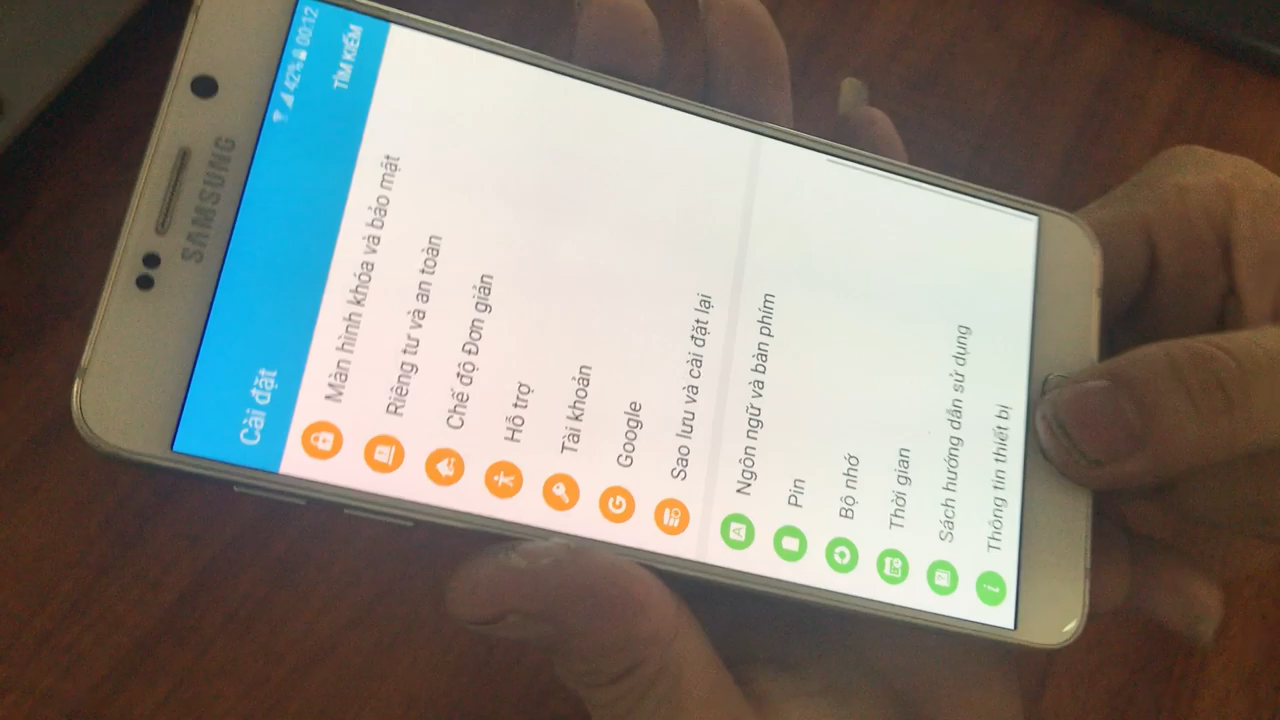 42% 00:12
SAMSUNG
Cài đặt TÌM KIẾM
Màn hình khóa và bảo mật
Riêng tư và an toàn
Chế độ Đơn giản
Hỗ trợ
Tài khoản
G Google
Sao lưu và cài đặt lại
A Ngôn ngữ và bàn phím
Pin
Bộ nhớ
Thời gian
? Sách hướng dẫn sử dụng
i Thông tin thiết bị